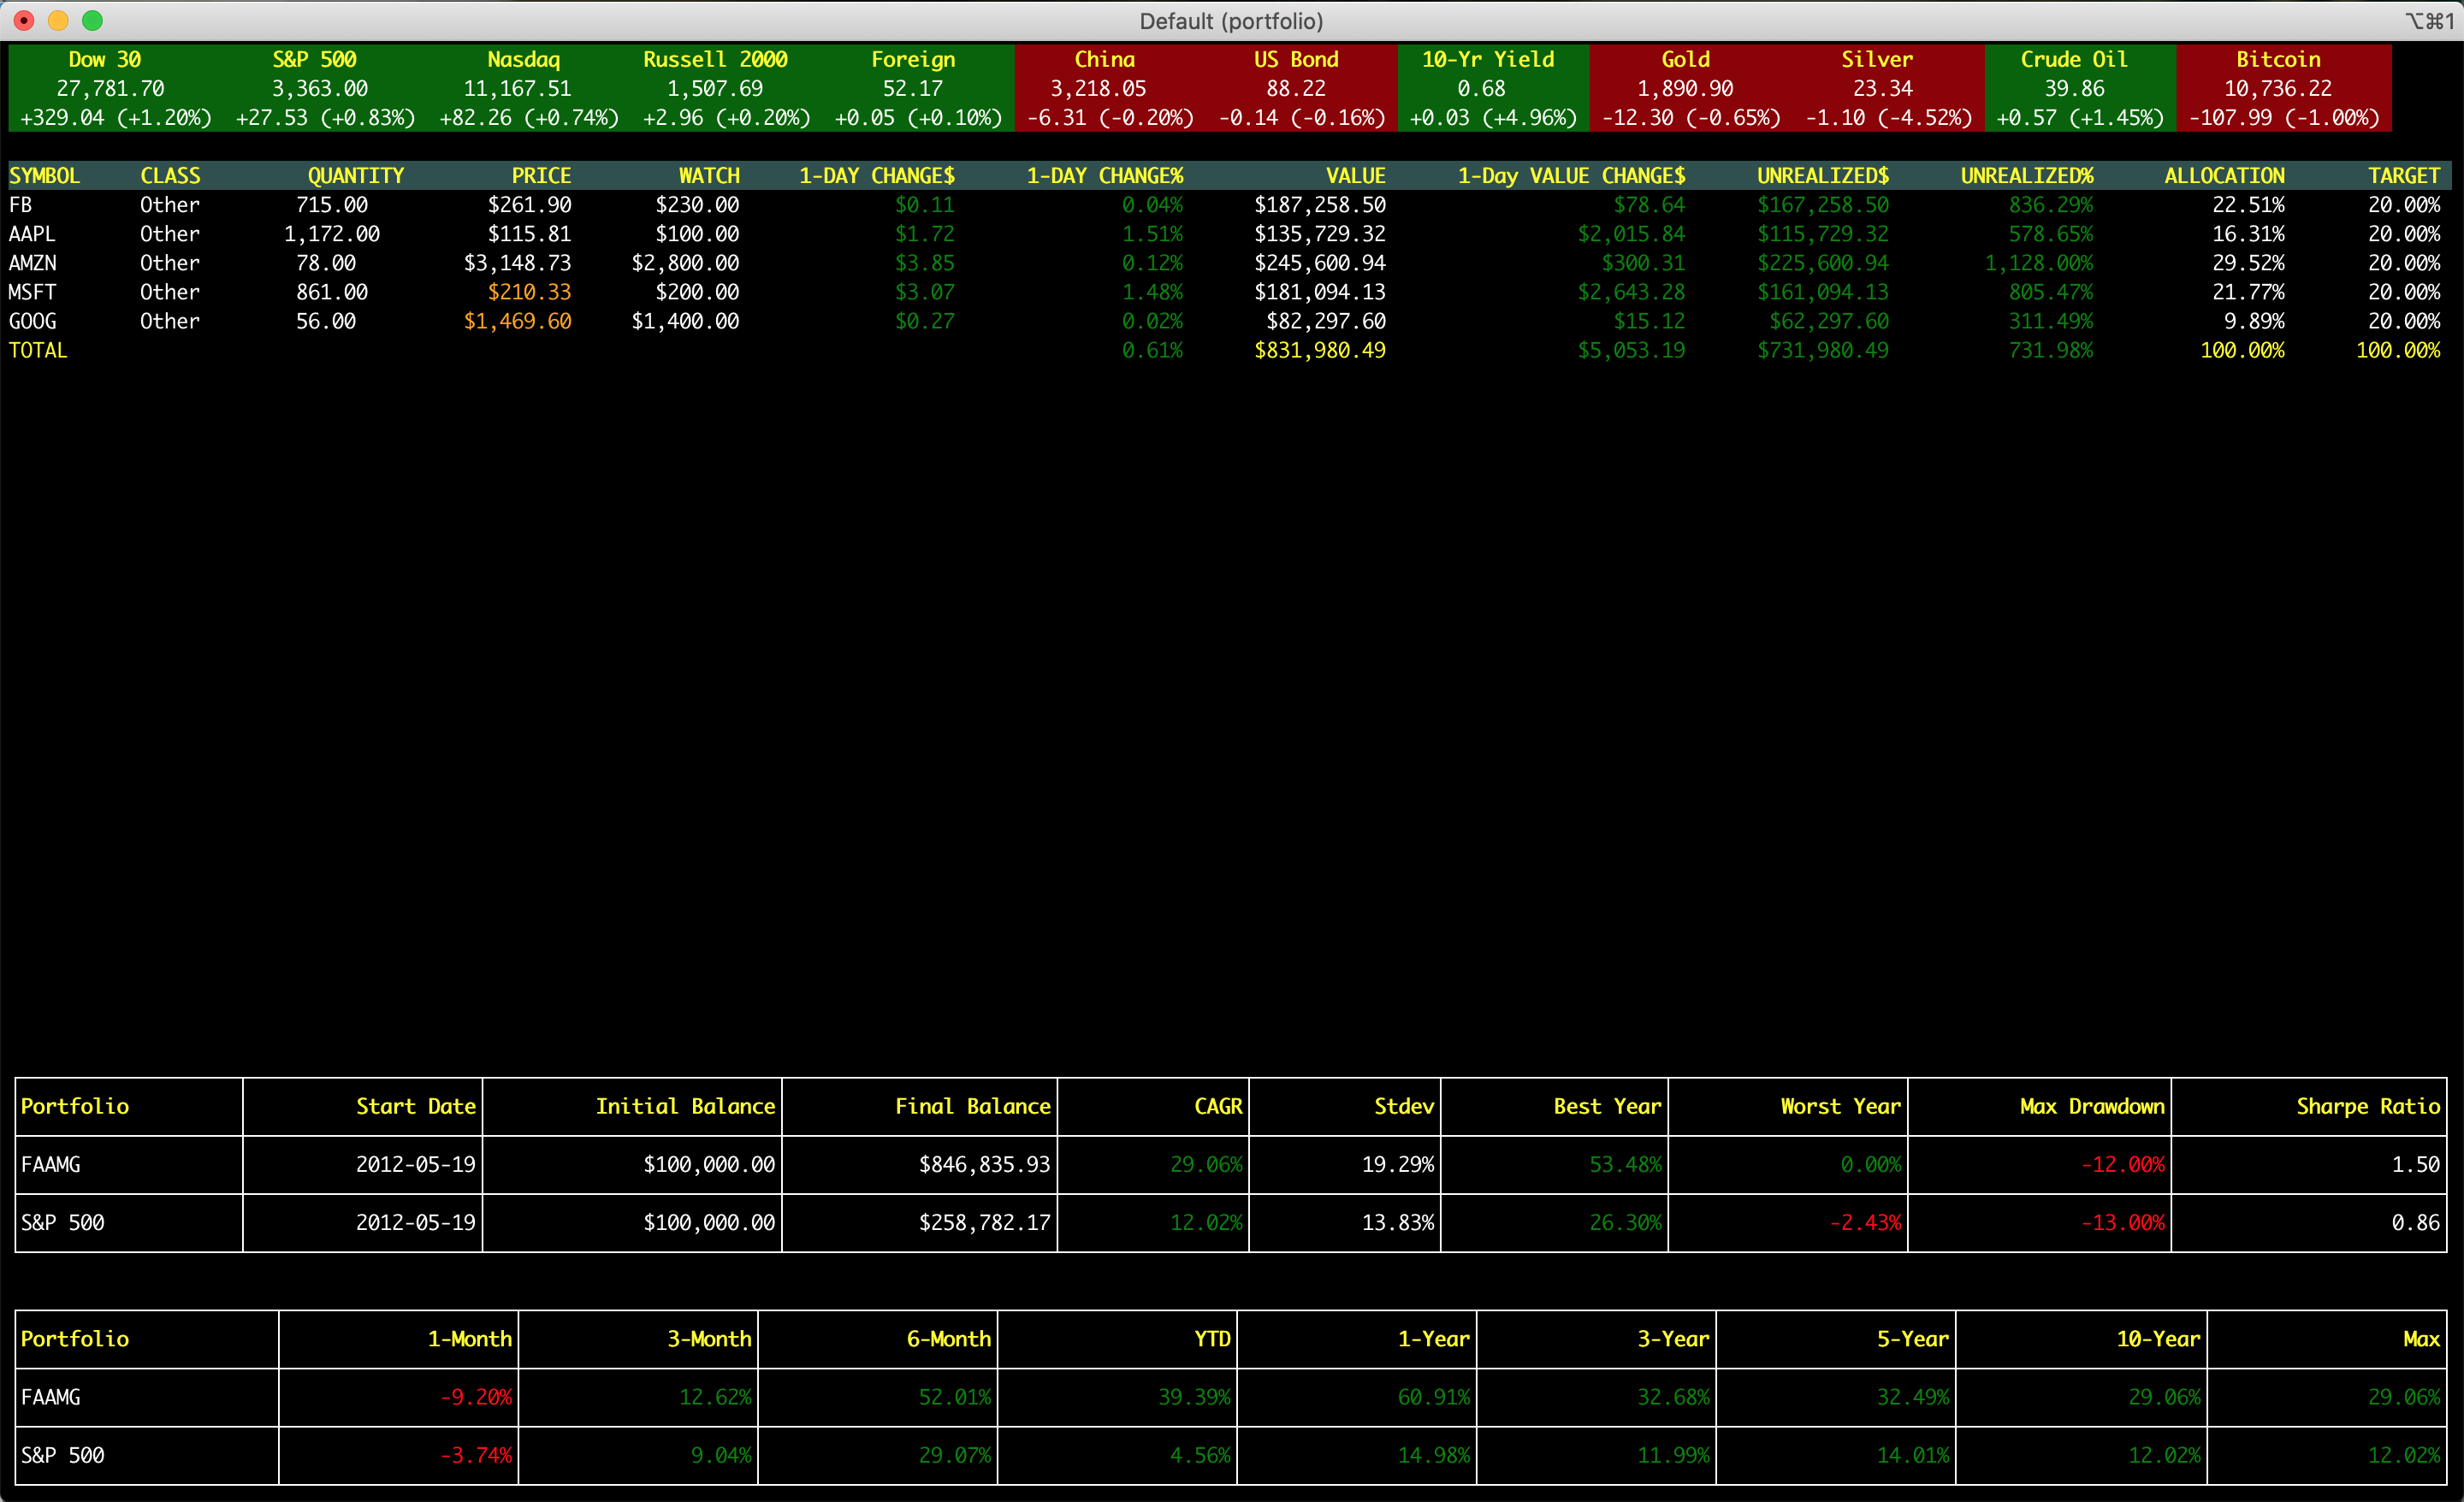 Default (portfolio) ⌥⌘1
Dow 30 S&P 500 Nasdaq Russell 2000 Foreign China US Bond 10-Yr Yield Gold Silver Crude Oil Bitcoin
27,781.70 3,363.00 11,167.51 1,507.69 52.17 3,218.05 88.22 0.68 1,890.90 23.34 39.86 10,736.22
+329.04 (+1.20%) +27.53 (+0.83%) +82.26 (+0.74%) +2.96 (+0.20%) +0.05 (+0.10%) -6.31 (-0.20%) -0.14 (-0.16%) +0.03 (+4.96%) -12.30 (-0.65%) -1.10 (-4.52%) +0.57 (+1.45%) -107.99 (-1.00%)
SYMBOL CLASS QUANTITY PRICE WATCH 1-DAY CHANGE$ 1-DAY CHANGE% VALUE 1-Day VALUE CHANGE$ UNREALIZED$ UNREALIZED% ALLOCATION TARGET
FB Other 715.00 $261.90 $230.00 $0.11 0.04% $187,258.50 $78.64 $167,258.50 836.29% 22.51% 20.00%
AAPL Other 1,172.00 $115.81 $100.00 $1.72 1.51% $135,729.32 $2,015.84 $115,729.32 578.65% 16.31% 20.00%
AMZN Other 78.00 $3,148.73 $2,800.00 $3.85 0.12% $245,600.94 $300.31 $225,600.94 1,128.00% 29.52% 20.00%
MSFT Other 861.00 $210.33 $200.00 $3.07 1.48% $181,094.13 $2,643.28 $161,094.13 805.47% 21.77% 20.00%
GOOG Other 56.00 $1,469.60 $1,400.00 $0.27 0.02% $82,297.60 $15.12 $62,297.60 311.49% 9.89% 20.00%
TOTAL 0.61% $831,980.49 $5,053.19 $731,980.49 731.98% 100.00% 100.00%
Portfolio Start Date Initial Balance Final Balance CAGR Stdev Best Year Worst Year Max Drawdown Sharpe Ratio
FAAMG 2012-05-19 $100,000.00 $846,835.93 29.06% 19.29% 53.48% 0.00% -12.00% 1.50
S&P 500 2012-05-19 $100,000.00 $258,782.17 12.02% 13.83% 26.30% -2.43% -13.00% 0.86
Portfolio 1-Month 3-Month 6-Month YTD 1-Year 3-Year 5-Year 10-Year Max
FAAMG -9.20% 12.62% 52.01% 39.39% 60.91% 32.68% 32.49% 29.06% 29.06%
S&P 500 -3.74% 9.04% 29.07% 4.56% 14.98% 11.99% 14.01% 12.02% 12.02%